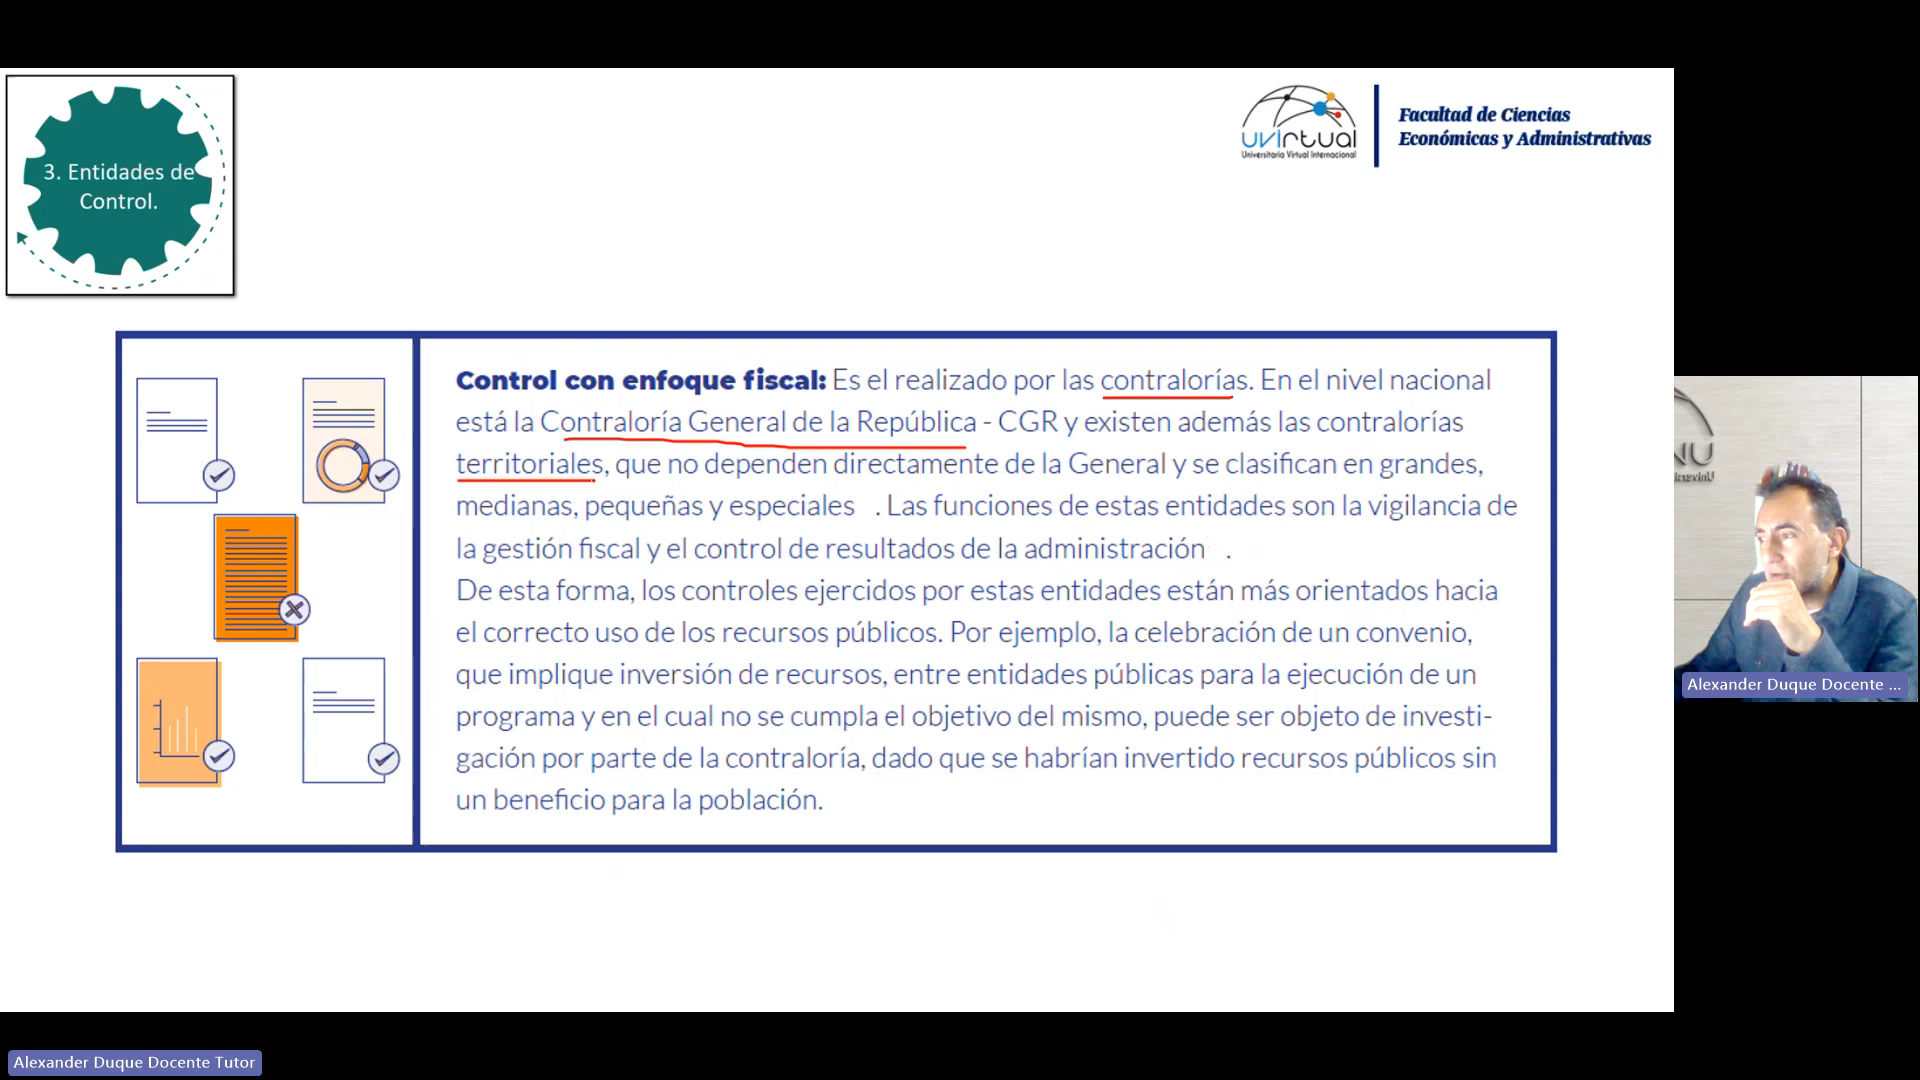 3. Entidades de
Control.
uvirtual
Universitaria Virtual Internacional
Facultad de Ciencias
Económicas y Administrativas
Control con enfoque fiscal: Es el realizado por las contralorías. En el nivel nacional
está la Contraloría General de la República - CGR y existen además las contralorías
territoriales, que no dependen directamente de la General y se clasifican en grandes,
medianas, pequeñas y especiales . Las funciones de estas entidades son la vigilancia de
la gestión fiscal y el control de resultados de la administración .
De esta forma, los controles ejercidos por estas entidades están más orientados hacia
el correcto uso de los recursos públicos. Por ejemplo, la celebración de un convenio,
que implique inversión de recursos, entre entidades públicas para la ejecución de un
programa y en el cual no se cumpla el objetivo del mismo, puede ser objeto de investi-
gación por parte de la contraloría, dado que se habrían invertido recursos públicos sin
un beneficio para la población.
Alexander Duque Docente ...
Alexander Duque Docente Tutor